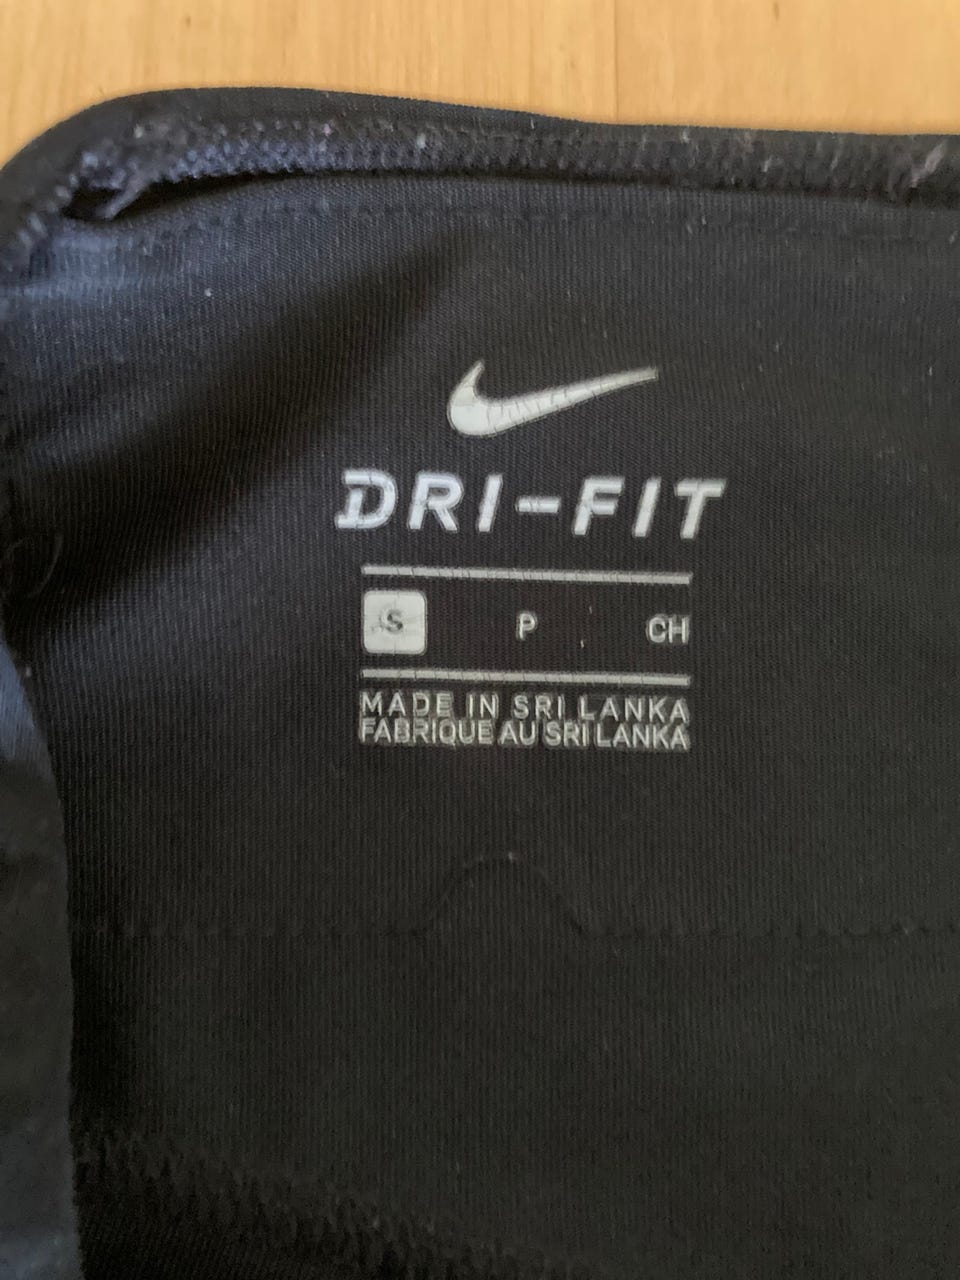 DRI-FIT
S P CH
MADE IN SRI LANKA
FABRIQUE AU SRI LANKA